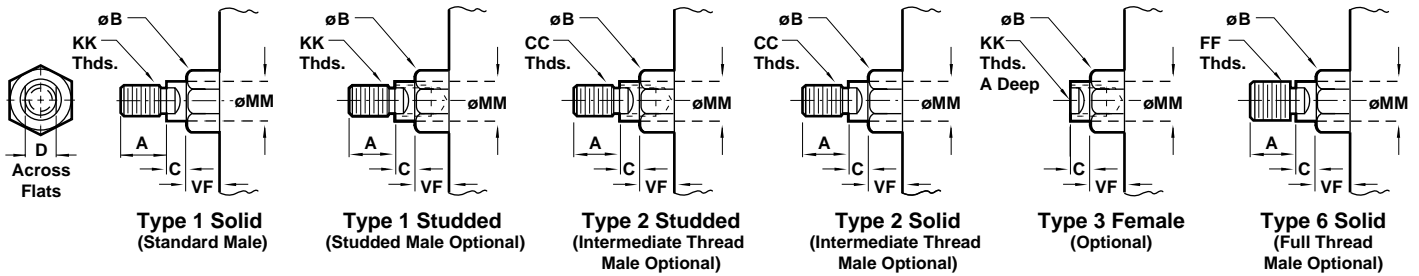 D
Across
Flats
øB
KK
Thds.
øMM
A
C
VF
Type 1 Solid
(Standard Male)
øB
KK
Thds.
øMM
A
C
VF
Type 1 Studded
(Studded Male Optional)
øB
CC
Thds.
øMM
A
C
VF
Type 2 Studded
(Intermediate Thread
Male Optional)
øB
CC
Thds.
øMM
A
C
VF
Type 2 Solid
(Intermediate Thread
Male Optional)
øB
KK
Thds.
A Deep
øMM
C
VF
Type 3 Female
(Optional)
øB
FF
Thds.
øMM
A
C
VF
Type 6 Solid
(Full Thread
Male Optional)